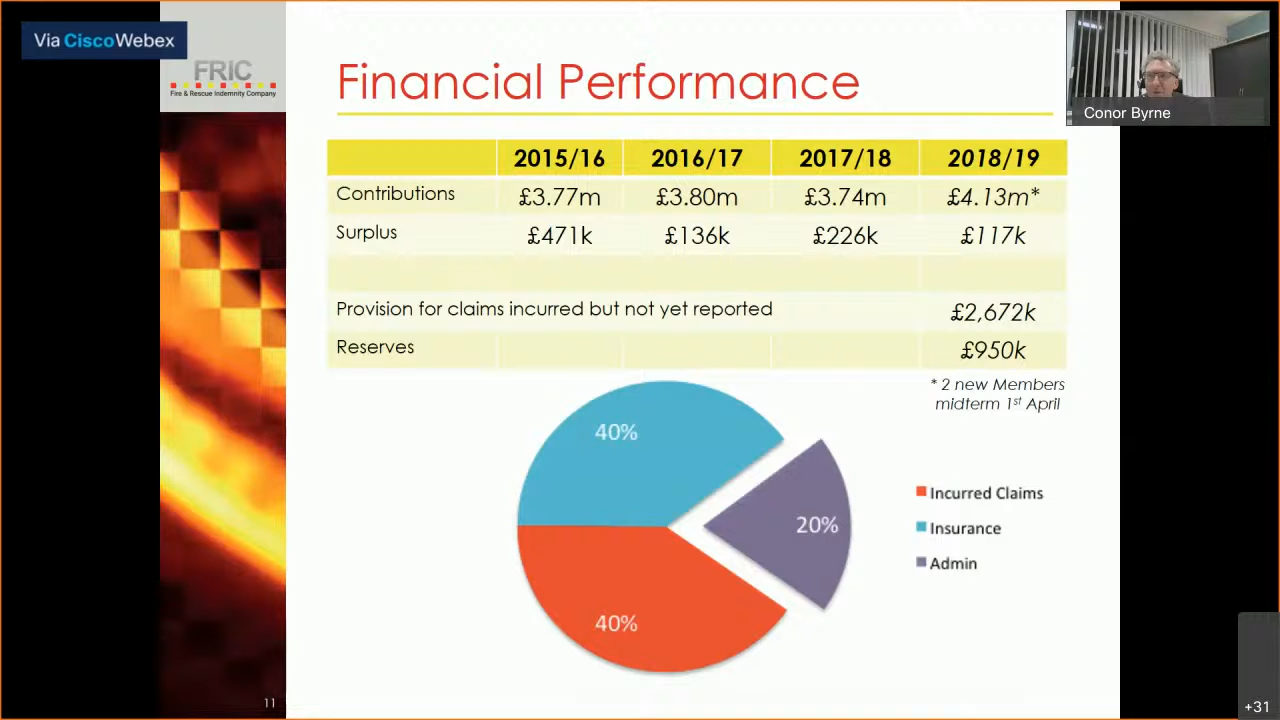 Via CiscoWebex
FRIC
Fire & Rescue Indemnity Company
Financial Performance
Conor Byrne
2015/16 2016/17 2017/18 2018/19
Contributions £3.77m £3.80m £3.74m £4.13m*
Surplus £471k £136k £226k £117k
Provision for claims incurred but not yet reported £2,672k
Reserves £950k
* 2 new Members
midterm 1st April
40%
20%
40%
Incurred Claims
Insurance
Admin
11
+31